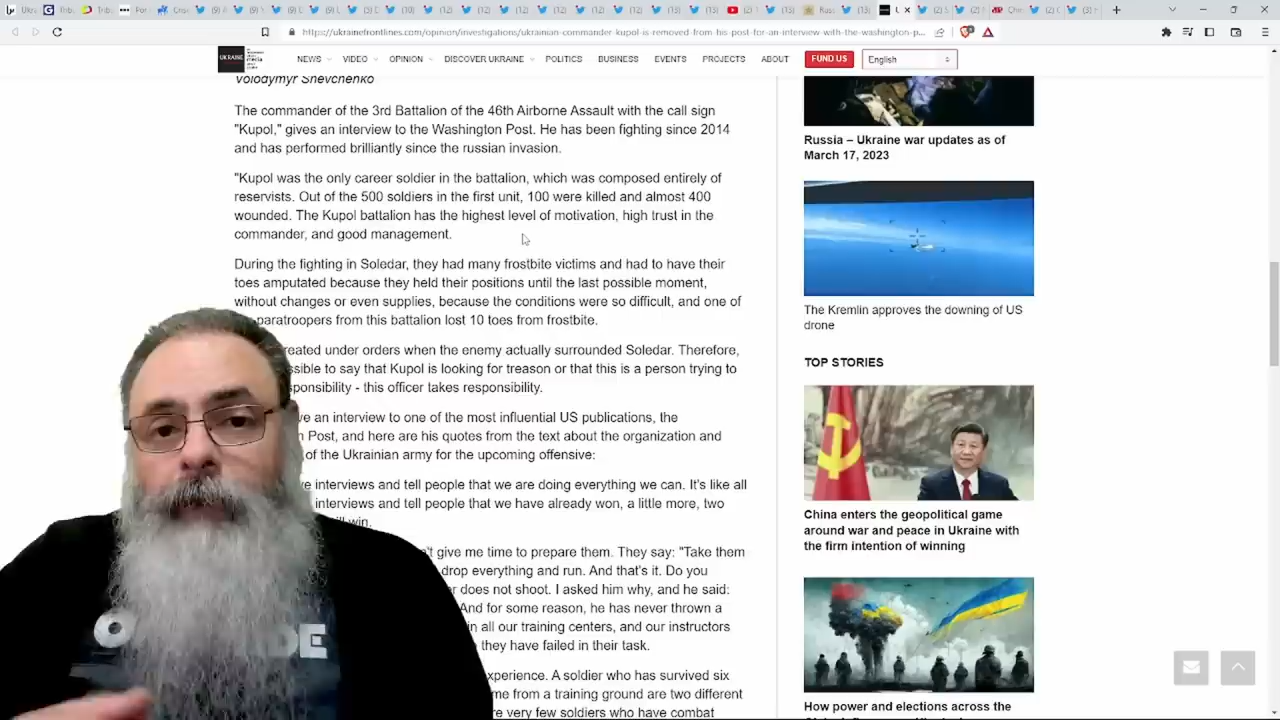 https://ukrainefrontlines.com/opinion/investigations/ukrainian-commander-kupol-is-removed-from-his-post-for-an-interview-with-the-washington-p...
UKRAINE
NEWS
VIDEO
OPINION
DISCOVER UKRAINE
POLITICS
BUSINESS
EVENTS
PROJECTS
ABOUT
FUND US
English
Volodymyr Shevchenko
The commander of the 3rd Battalion of the 46th Airborne Assault with the call sign
"Kupol," gives an interview to the Washington Post. He has been fighting since 2014
and has performed brilliantly since the russian invasion.
"Kupol was the only career soldier in the battalion, which was composed entirely of
reservists. Out of the 500 soldiers in the first unit, 100 were killed and almost 400
wounded. The Kupol battalion has the highest level of motivation, high trust in the
commander, and good management.
During the fighting in Soledar, they had many frostbite victims and had to have their
toes amputated because they held their positions until the last possible moment,
without changes or even supplies, because the conditions were so difficult, and one of
paratroopers from this battalion lost 10 toes from frostbite.
reated under orders when the enemy actually surrounded Soledar. Therefore,
ssible to say that Kupol is looking for treason or that this is a person trying to
sponsibility - this officer takes responsibility.
ve an interview to one of the most influential US publications, the
n Post, and here are his quotes from the text about the organization and
of the Ukrainian army for the upcoming offensive:
ve interviews and tell people that we are doing everything we can. It's like all
interviews and tell people that we have already won, a little more, two
ill win.
n't give me time to prepare them. They say: "Take them
drop everything and run. And that's it. Do you
r does not shoot. I asked him why, and he said:
And for some reason, he has never thrown a
in all our training centers, and our instructors
they have failed in their task.
xperience. A soldier who has survived six
me from a training ground are two different
re very few soldiers who have combat
Russia – Ukraine war updates as of
March 17, 2023
The Kremlin approves the downing of US
drone
TOP STORIES
China enters the geopolitical game
around war and peace in Ukraine with
the firm intention of winning
How power and elections across the